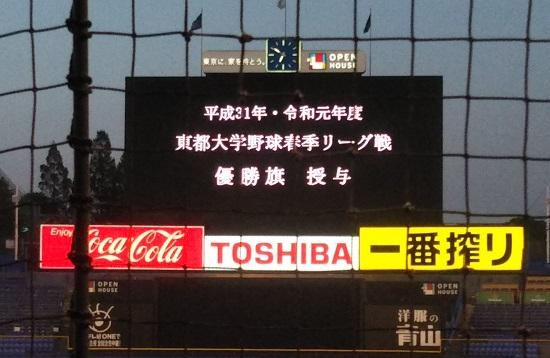 東京に、家を持とう。
OPEN HOUSE
平成31年・令和元年度
東都大学野球春季リーグ戦
優勝旗 授与
Enjoy
Coca-Cola
TOSHIBA
一番搾り
OPEN HOUSE
OPEN HOUSE
洋服の
青山